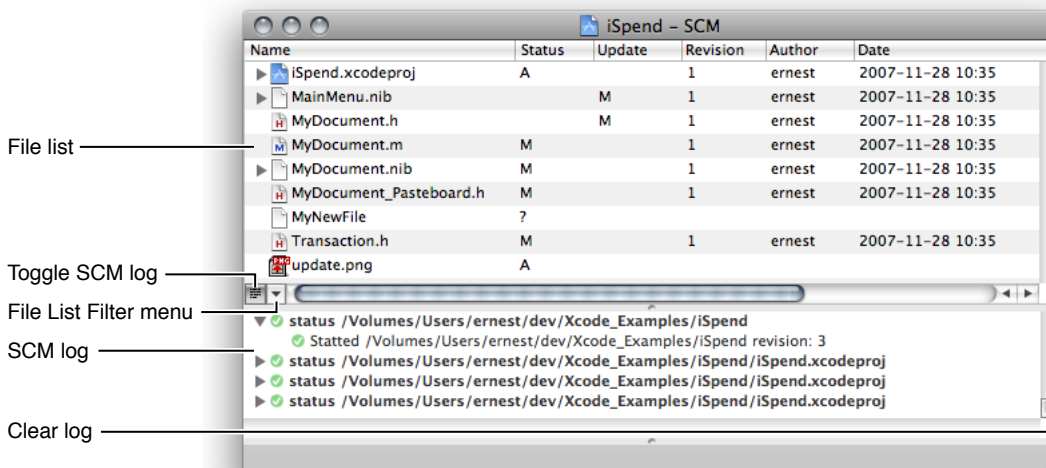 iSpend – SCM
Name Status Update Revision Author Date
iSpend.xcodeproj A 1 ernest 2007-11-28 10:35
MainMenu.nib M 1 ernest 2007-11-28 10:35
MyDocument.h M 1 ernest 2007-11-28 10:35
File list
MyDocument.m M 1 ernest 2007-11-28 10:35
MyDocument.nib M 1 ernest 2007-11-28 10:35
MyDocument_Pasteboard.h M 1 ernest 2007-11-28 10:35
MyNewFile ?
Transaction.h M 1 ernest 2007-11-28 10:35
update.png A
Toggle SCM log
File List Filter menu
status /Volumes/Users/ernest/dev/Xcode_Examples/iSpend
Statted /Volumes/Users/ernest/dev/Xcode_Examples/iSpend revision: 3
SCM log
status /Volumes/Users/ernest/dev/Xcode_Examples/iSpend/iSpend.xcodeproj
status /Volumes/Users/ernest/dev/Xcode_Examples/iSpend/iSpend.xcodeproj
status /Volumes/Users/ernest/dev/Xcode_Examples/iSpend/iSpend.xcodeproj
Clear log